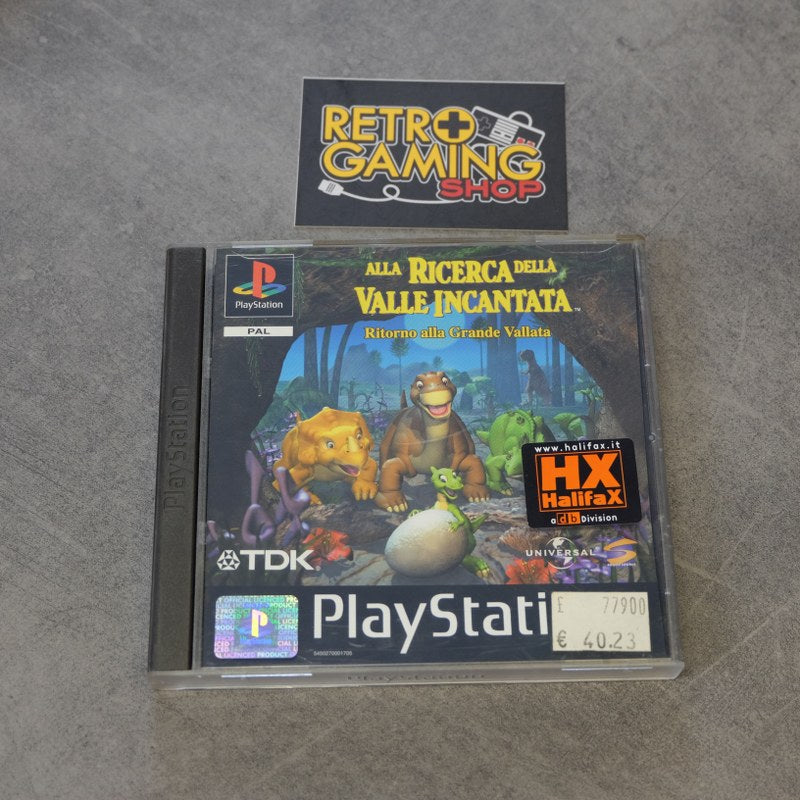 RETRO
GAMING
SHOP
PlayStation
PAL
ALLA RICERCA DELLA
VALLE INCANTATA™
Ritorno alla Grande Vallata
PlayStation
www.halifax.it
HX
HalifaX
a db Division
TDK
UNIVERSAL
PlayStati
£ 77900
€ 40.23